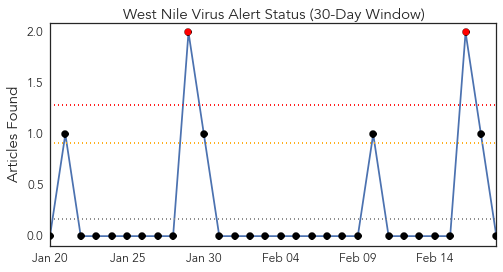 West Nile Virus Alert Status (30-Day Window)
Articles Found
2.0
1.5
1.0
0.5
0.0
Jan 20 Jan 25 Jan 30 Feb 04 Feb 09 Feb 14